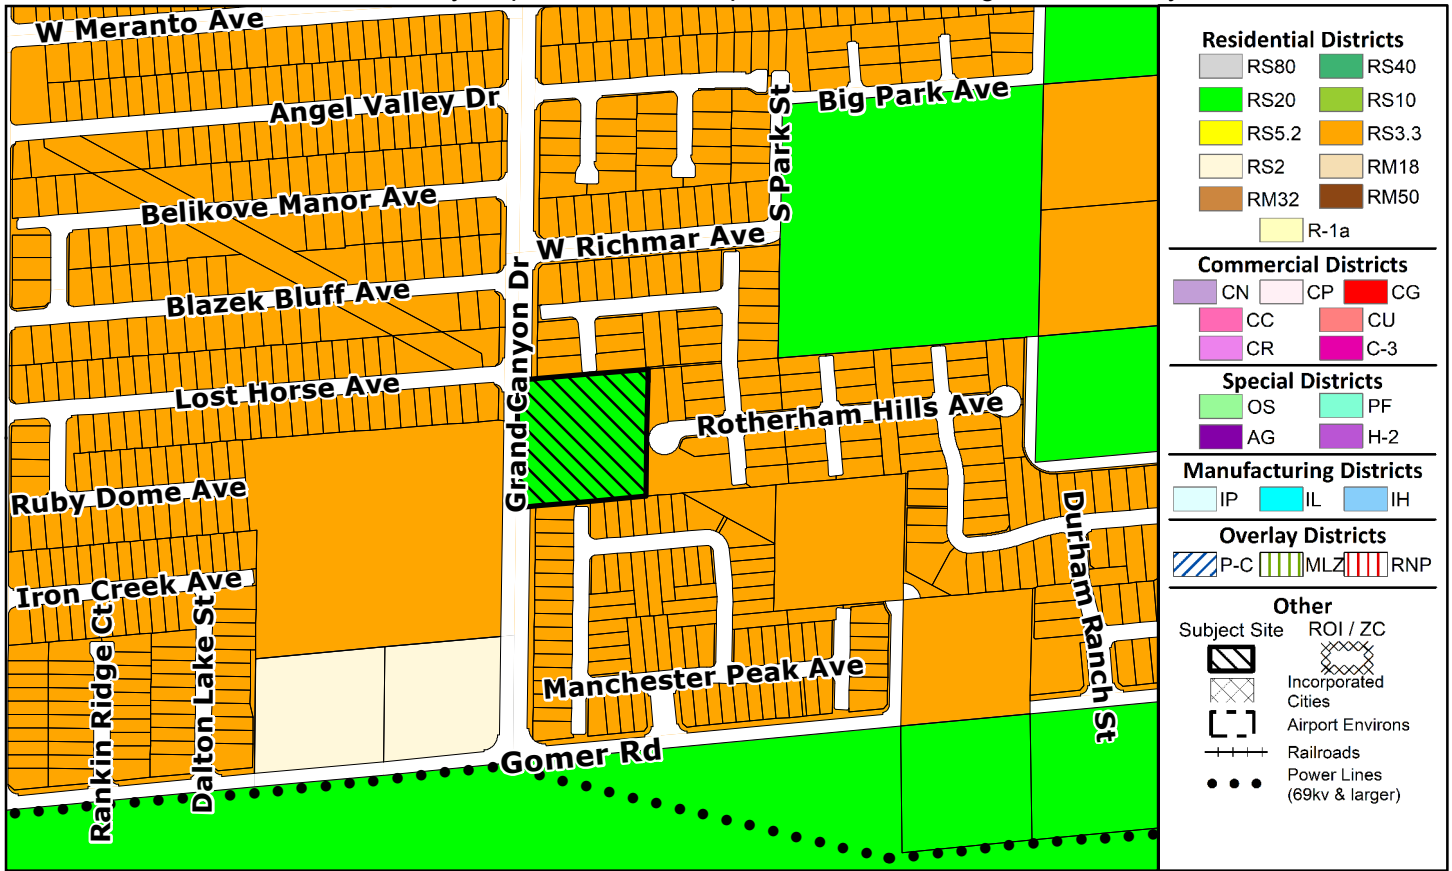 W Meranto Ave
Angel Valley Dr
Big Park Ave
S Park St
Belikove Manor Ave
W Richmar Ave
Blazek Bluff Ave
Grand Canyon Dr
Lost Horse Ave
Rotherham Hills Ave
Ruby Dome Ave
Iron Creek Ave
Rankin Ridge Ct
Dalton Lake St
Manchester Peak Ave
Durham Ranch St
Gomer Rd
Residential Districts
RS80 RS40
RS20 RS10
RS5.2 RS3.3
RS2 RM18
RM32 RM50
R-1a
Commercial Districts
CN CP CG
CC CU
CR C-3
Special Districts
OS PF
AG H-2
Manufacturing Districts
IP IL IH
Overlay Districts
P-C MLZ RNP
Other
Subject Site ROI / ZC
Incorporated
Cities
Airport Environs
Railroads
Power Lines
(69kv & larger)